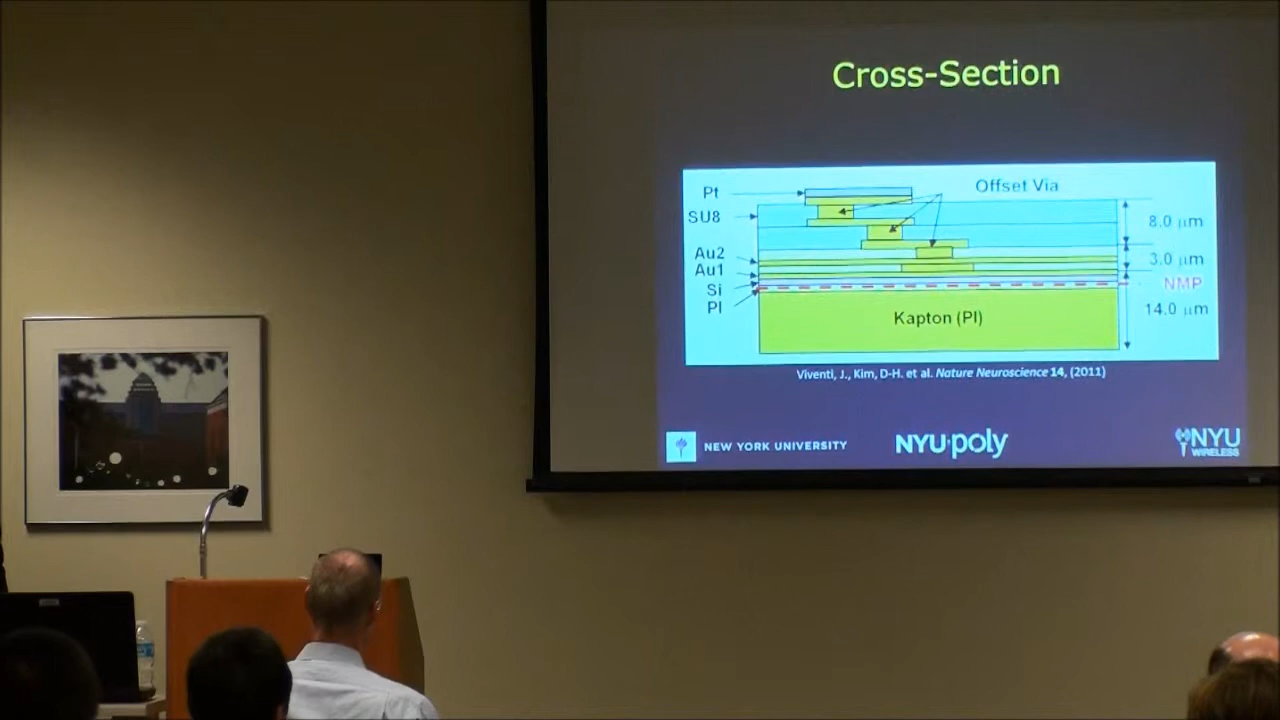 Cross-Section
Pt
Offset Via
SU8
8.0 µm
Au2
Au1
3.0 µm
Si
NMP
PI
14.0 µm
Kapton (PI)
Viventi, J., Kim, D-H. et al. Nature Neuroscience 14, (2011)
NEW YORK UNIVERSITY
NYU·poly
NYU
WIRELESS